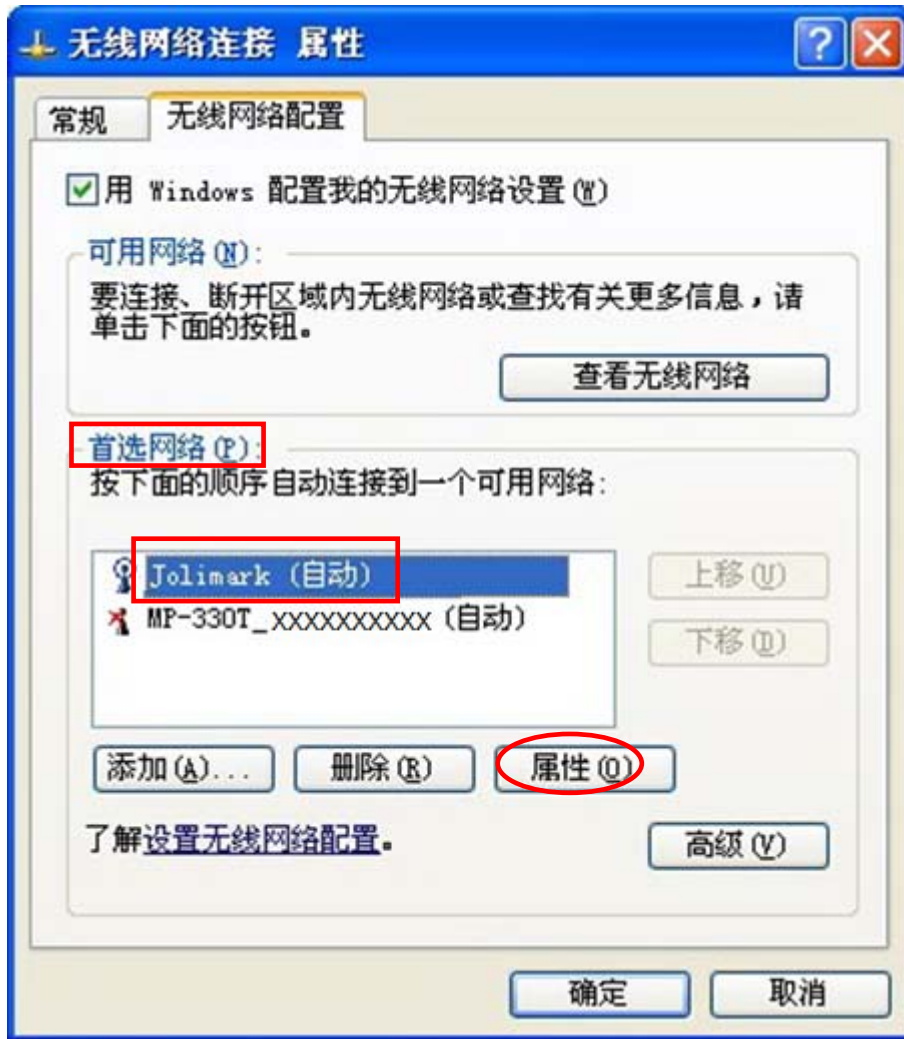 无线网络连接 属性
常规
无线网络配置
用 Windows 配置我的无线网络设置(W)
可用网络(N):
要连接、断开区域内无线网络或查找有关更多信息，请
单击下面的按钮。
查看无线网络
首选网络(P):
按下面的顺序自动连接到一个可用网络:
Jolimark (自动)
上移(U)
MP-330T_XXXXXXXXXX (自动)
下移(D)
添加(A)...
删除(R)
属性(O)
了解设置无线网络配置。
高级(V)
确定
取消